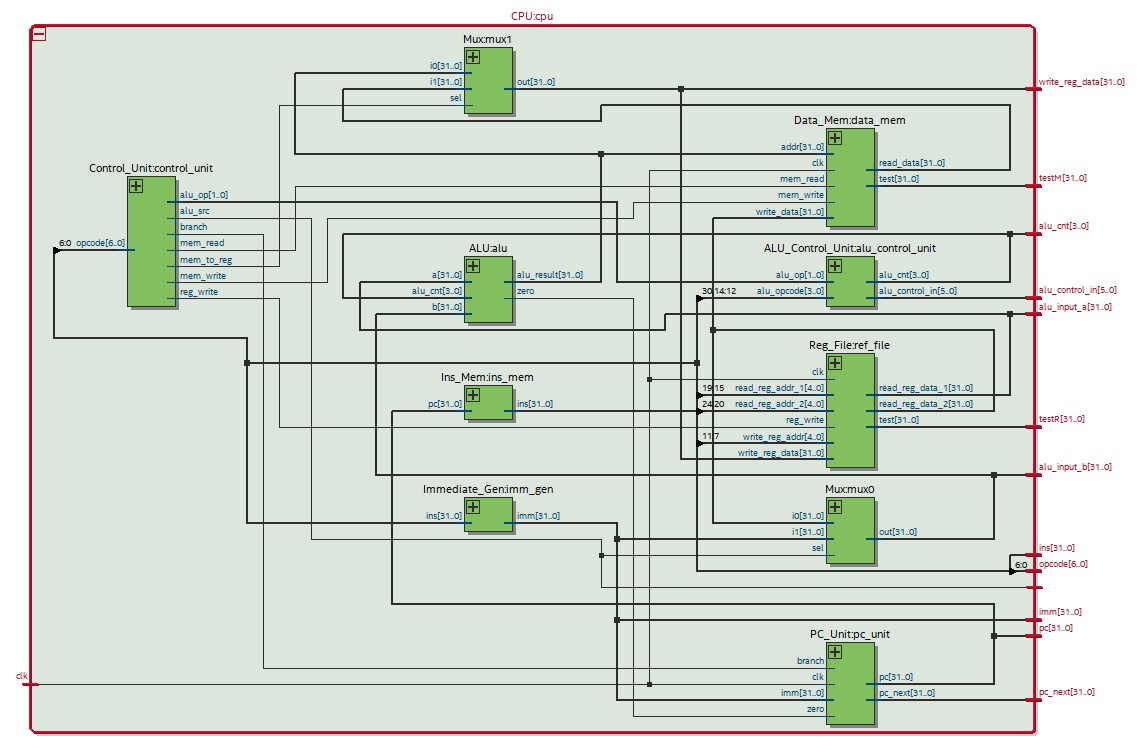 CPU:cpu
Mux:mux1
i0[31..0]
i1[31..0]
sel
out[31..0]
write_reg_data[31..0]
Data_Mem:data_mem
addr[31..0]
clk
mem_read
mem_write
write_data[31..0]
read_data[31..0]
test[31..0]
testM[31..0]
Control_Unit:control_unit
6:0
opcode[6..0]
alu_op[1..0]
alu_src
branch
mem_read
mem_to_reg
mem_write
reg_write
alu_cnt[3..0]
ALU:alu
a[31..0]
alu_cnt[3..0]
b[31..0]
alu_result[31..0]
zero
ALU_Control_Unit:alu_control_unit
alu_op[1..0]
30 14:12
alu_opcode[3..0]
alu_cnt[3..0]
alu_control_in[5..0]
alu_control_in[5..0]
alu_input_a[31..0]
Reg_File:ref_file
clk
19:15
read_reg_addr_1[4..0]
24:20
read_reg_addr_2[4..0]
reg_write
11:7
write_reg_addr[4..0]
write_reg_data[31..0]
read_reg_data_1[31..0]
read_reg_data_2[31..0]
test[31..0]
testR[31..0]
Ins_Mem:ins_mem
pc[31..0]
ins[31..0]
alu_input_b[31..0]
Immediate_Gen:imm_gen
ins[31..0]
imm[31..0]
Mux:mux0
i0[31..0]
i1[31..0]
sel
out[31..0]
ins[31..0]
6:0
opcode[6..0]
imm[31..0]
pc[31..0]
PC_Unit:pc_unit
branch
clk
imm[31..0]
zero
pc[31..0]
pc_next[31..0]
pc_next[31..0]
clk